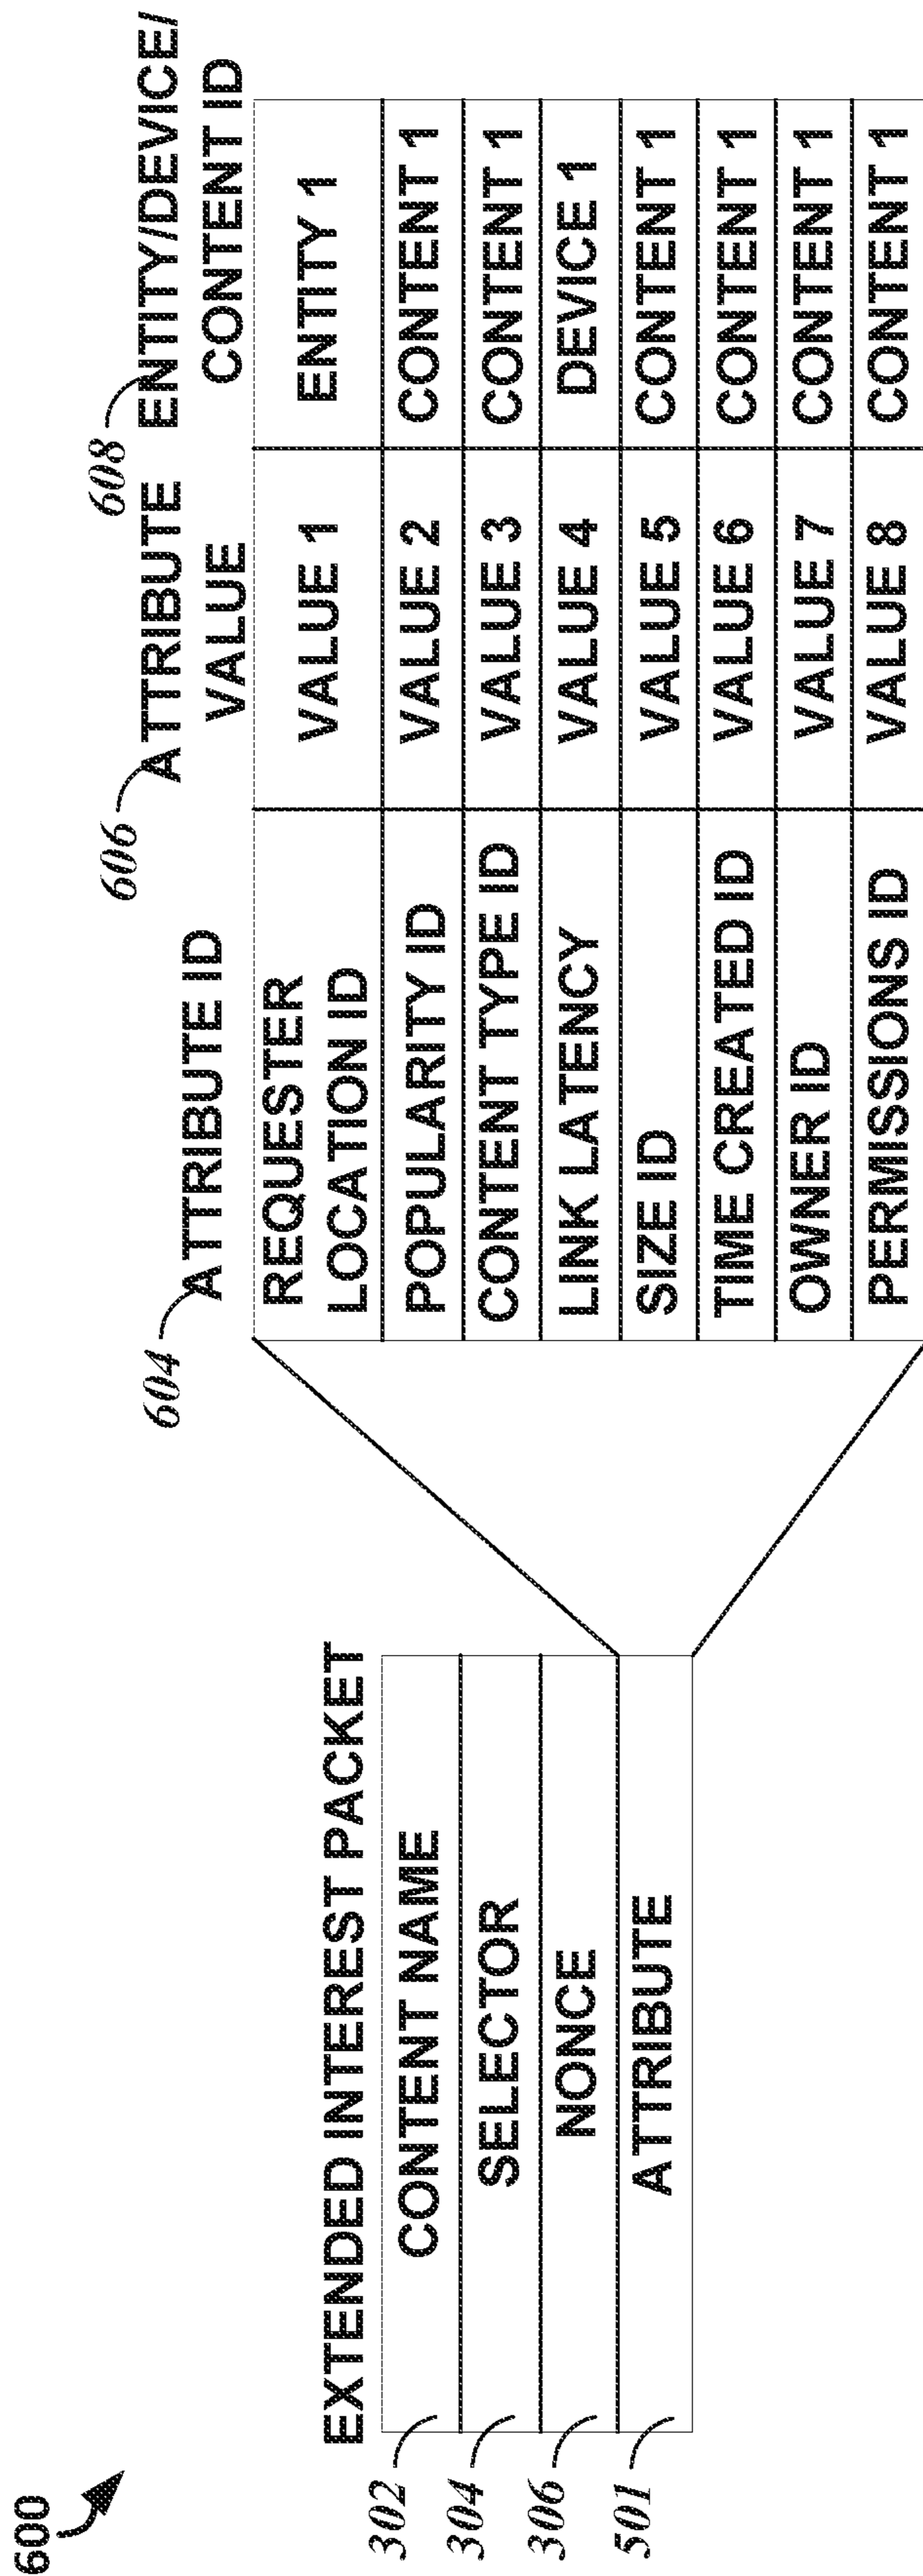 600
EXTENDED INTEREST PACKET
302
CONTENT NAME
304
SELECTOR
306
NONCE
501
ATTRIBUTE
604
ATTRIBUTE ID
606
ATTRIBUTE
VALUE
608
ENTITY/DEVICE/
CONTENT ID
REQUESTER
LOCATION ID
VALUE 1
ENTITY 1
POPULARITY ID
VALUE 2
CONTENT 1
CONTENT TYPE ID
VALUE 3
CONTENT 1
LINK LATENCY
VALUE 4
DEVICE 1
SIZE ID
VALUE 5
CONTENT 1
TIME CREATED ID
VALUE 6
CONTENT 1
OWNER ID
VALUE 7
CONTENT 1
PERMISSIONS ID
VALUE 8
CONTENT 1